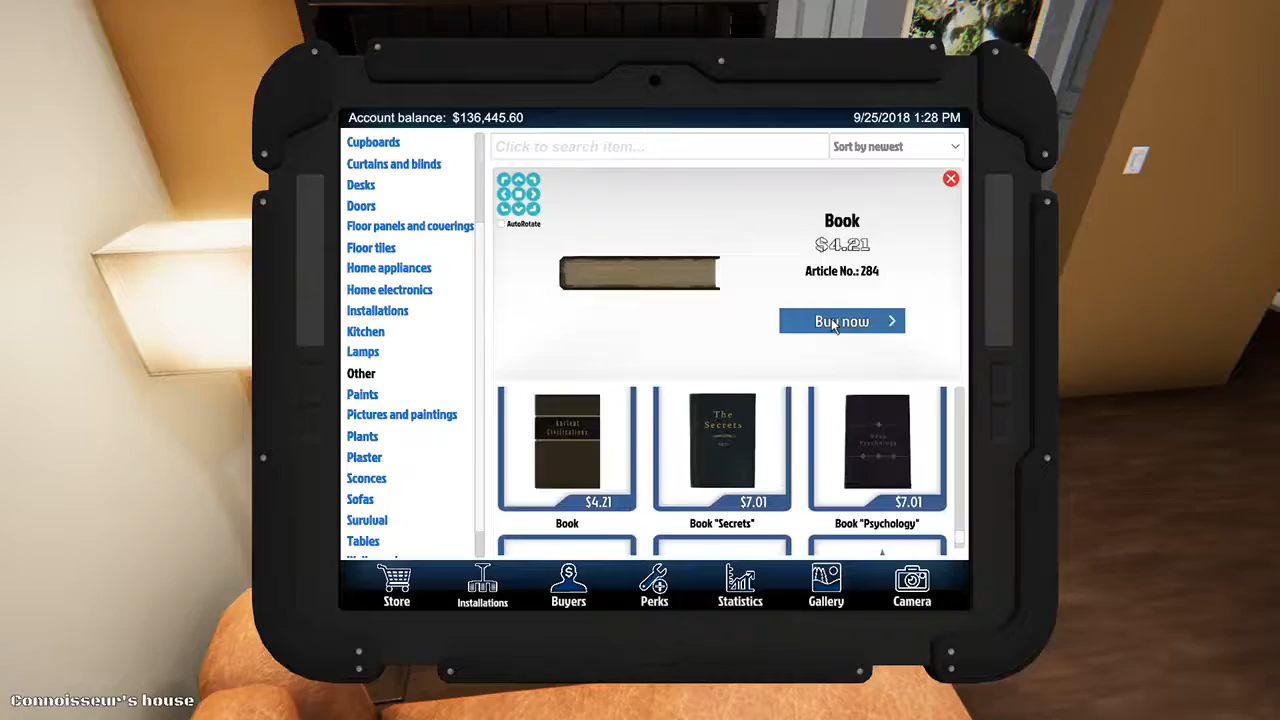 Account balance: $136,445.60
9/25/2018 1:28 PM
Cupboards
Curtains and blinds
Desks
Doors
Floor panels and coverings
Floor tiles
Home appliances
Home electronics
Installations
Kitchen
Lamps
Other
Paints
Pictures and paintings
Plants
Plaster
Sconces
Sofas
Survival
Tables
Click to search item...
Sort by newest
AutoRotate
Book
$4.21
Article No.: 284
Buy now
Ancient
Civilizations
$4.21
Book
The
Secrets
$7.01
Book "Secrets"
Psychology
$7.01
Book "Psychology"
Store
Installations
Buyers
Perks
Statistics
Gallery
Camera
Connoisseur's house